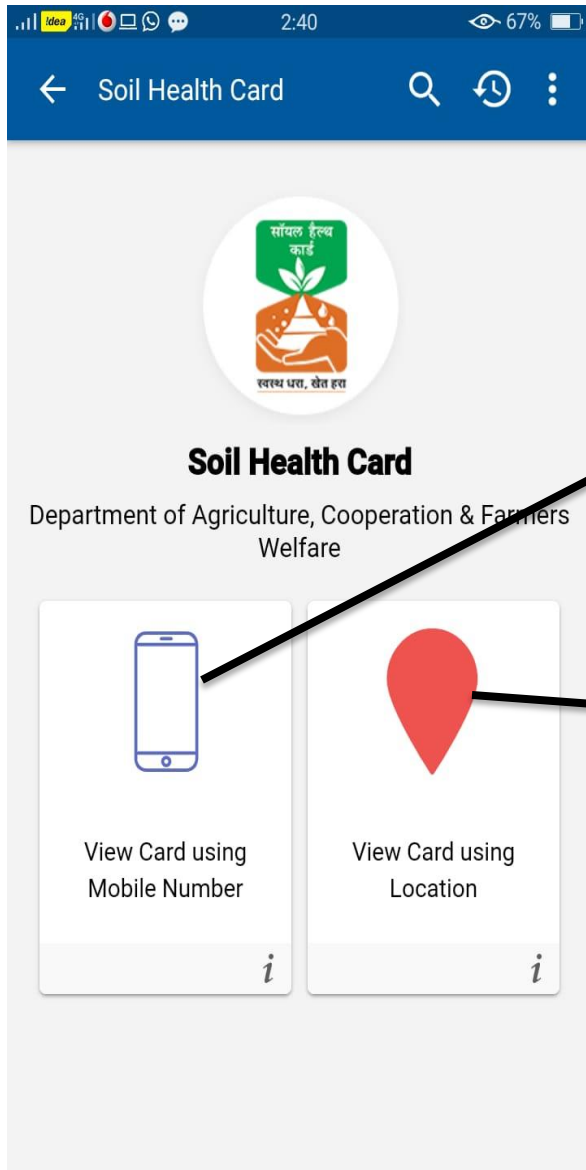 Idea 4G 2:40 67%
Soil Health Card
सॉयल हैल्थ
कार्ड
स्वस्थ धरा, खेत हरा
Soil Health Card
Department of Agriculture, Cooperation & Farmers
Welfare
View Card using
Mobile Number
i
View Card using
Location
i